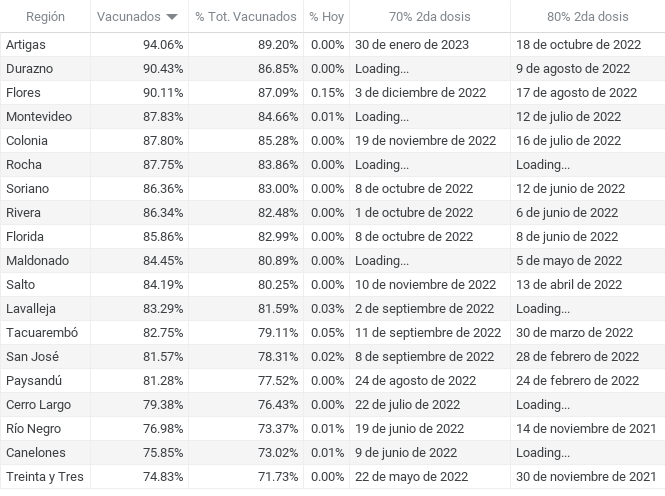 Región Vacunados % Tot. Vacunados % Hoy 70% 2da dosis 80% 2da dosis
Artigas 94.06% 89.20% 0.00% 30 de enero de 2023 18 de octubre de 2022
Durazno 90.43% 86.85% 0.00% Loading... 9 de agosto de 2022
Flores 90.11% 87.09% 0.15% 3 de diciembre de 2022 17 de agosto de 2022
Montevideo 87.83% 84.66% 0.01% Loading... 12 de julio de 2022
Colonia 87.80% 85.28% 0.00% 19 de noviembre de 2022 16 de julio de 2022
Rocha 87.75% 83.86% 0.00% Loading... Loading...
Soriano 86.36% 83.00% 0.00% 8 de octubre de 2022 12 de junio de 2022
Rivera 86.34% 82.48% 0.00% 1 de octubre de 2022 6 de junio de 2022
Florida 85.86% 82.99% 0.00% 8 de octubre de 2022 8 de junio de 2022
Maldonado 84.45% 80.89% 0.00% Loading... 5 de mayo de 2022
Salto 84.19% 80.25% 0.00% 10 de noviembre de 2022 13 de abril de 2022
Lavalleja 83.29% 81.59% 0.03% 2 de septiembre de 2022 Loading...
Tacuarembó 82.75% 79.11% 0.05% 11 de septiembre de 2022 30 de marzo de 2022
San José 81.57% 78.31% 0.02% 8 de septiembre de 2022 28 de febrero de 2022
Paysandú 81.28% 77.52% 0.00% 24 de agosto de 2022 24 de febrero de 2022
Cerro Largo 79.38% 76.43% 0.00% 22 de julio de 2022 Loading...
Río Negro 76.98% 73.37% 0.01% 19 de junio de 2022 14 de noviembre de 2021
Canelones 75.85% 73.02% 0.01% 9 de junio de 2022 Loading...
Treinta y Tres 74.83% 71.73% 0.00% 22 de mayo de 2022 30 de noviembre de 2021